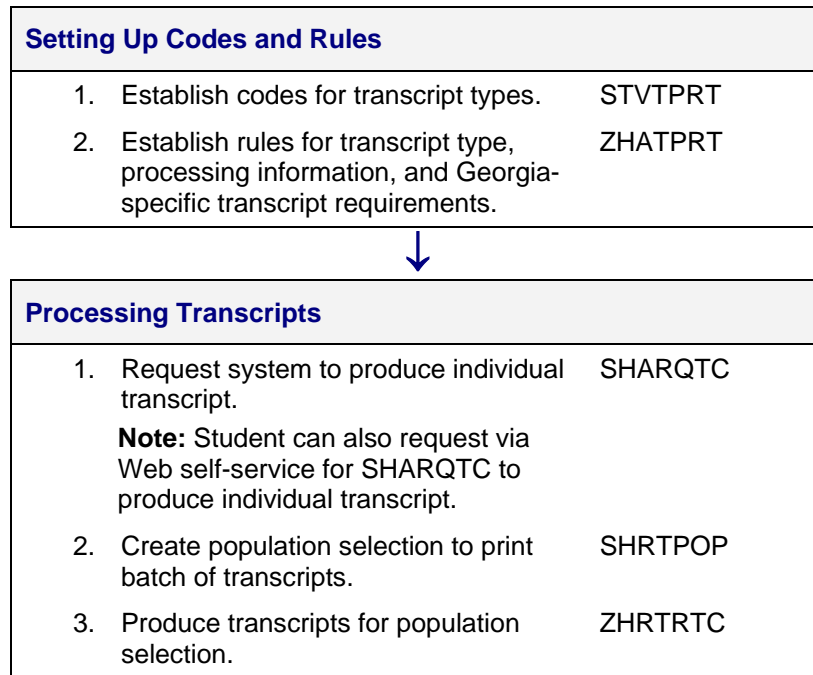 Setting Up Codes and Rules
1. Establish codes for transcript types. STVTPRT
2. Establish rules for transcript type, ZHATPRT
processing information, and Georgia-
specific transcript requirements.
Processing Transcripts
1. Request system to produce individual SHARQTC
transcript.
Note: Student can also request via
Web self-service for SHARQTC to
produce individual transcript.
2. Create population selection to print SHRTPOP
batch of transcripts.
3. Produce transcripts for population ZHRTRTC
selection.